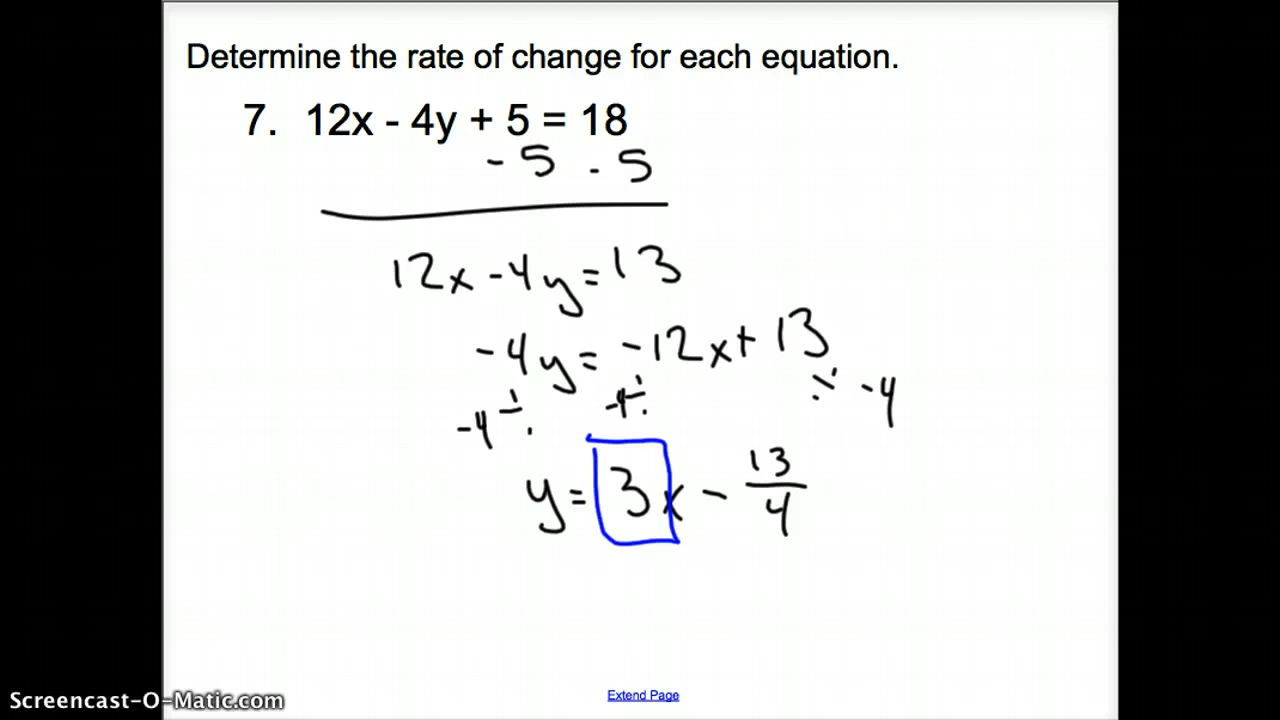 Determine the rate of change for each equation.
7. 12x - 4y + 5 = 18
- 5 - 5
12x - 4y = 13
-4y = -12x + 13
-4 ÷ -4 ÷ ÷ -4
y = 3x - 13/4
Extend Page
Screencast-O-Matic.com